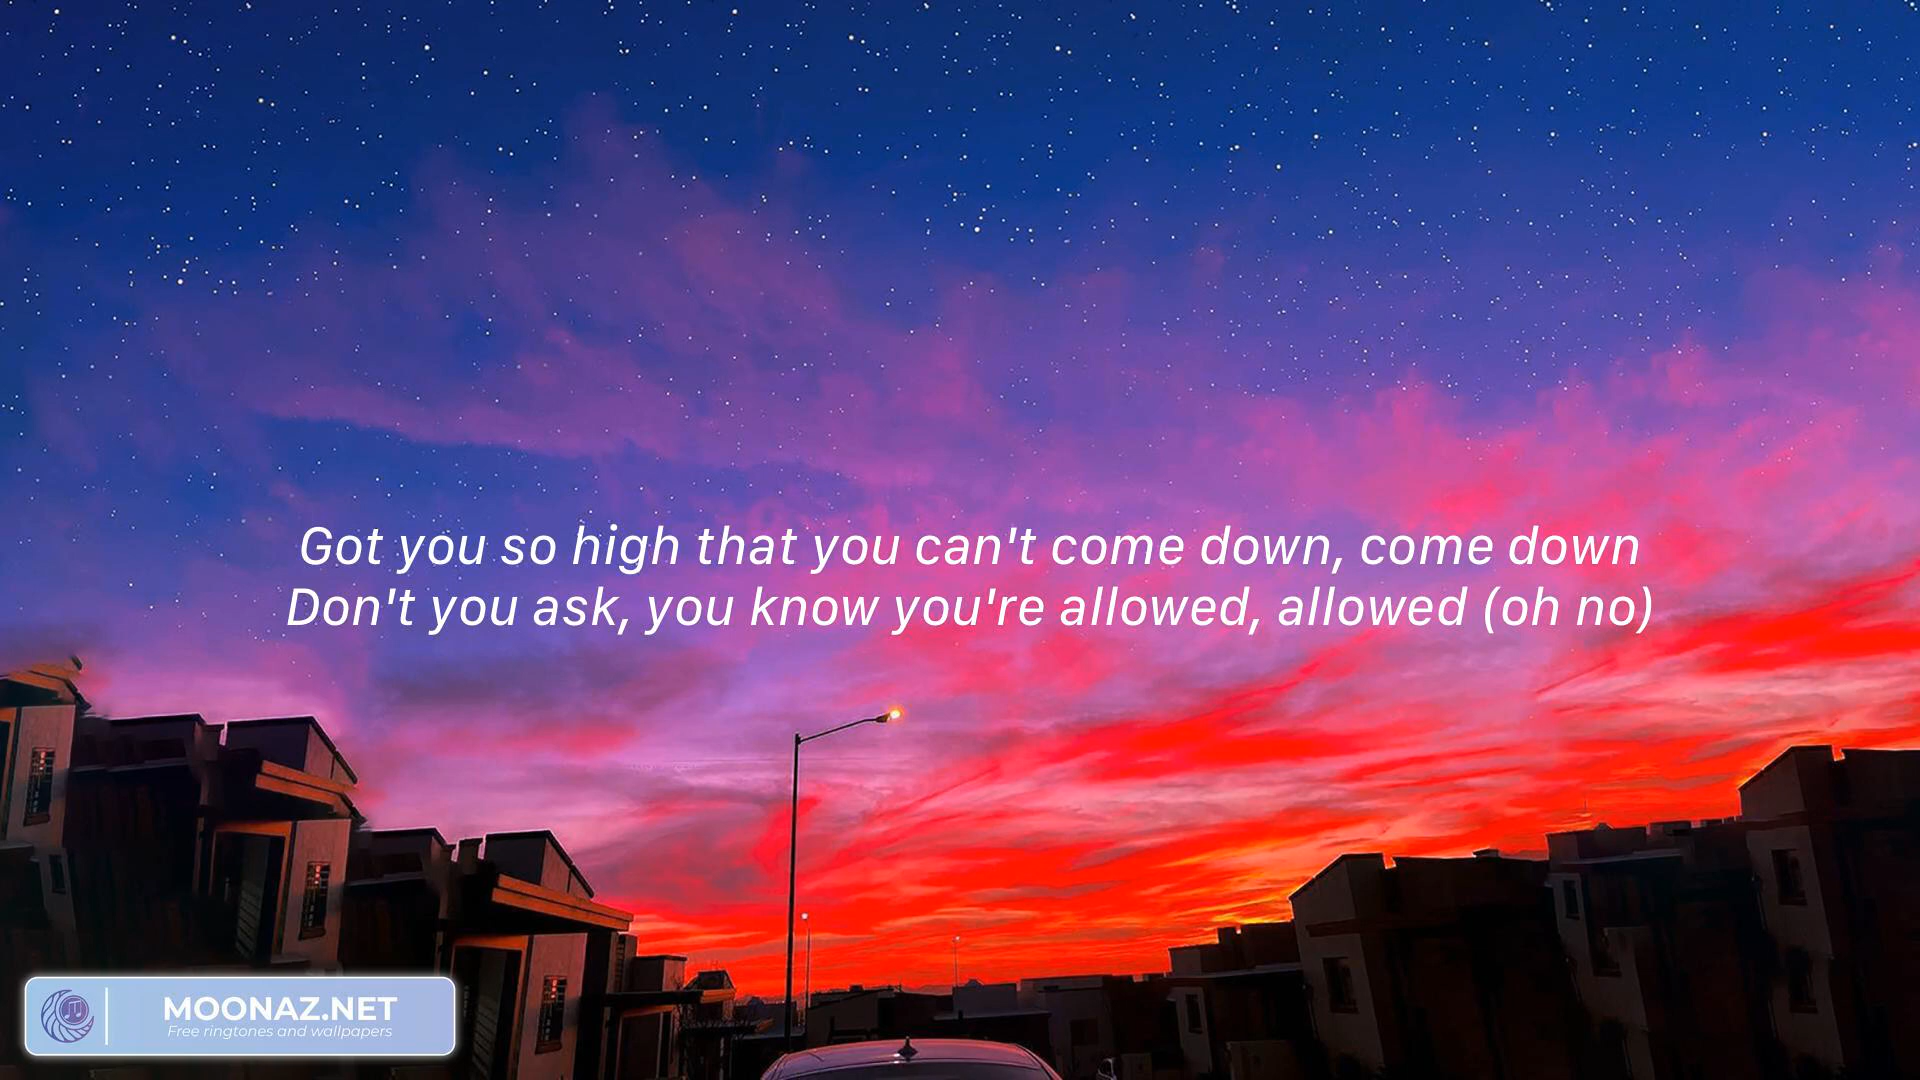 Got you so high that you can't come down, come down
Don't you ask, you know you're allowed, allowed (oh no)
MOONAZ.NET
Free ringtones and wallpapers